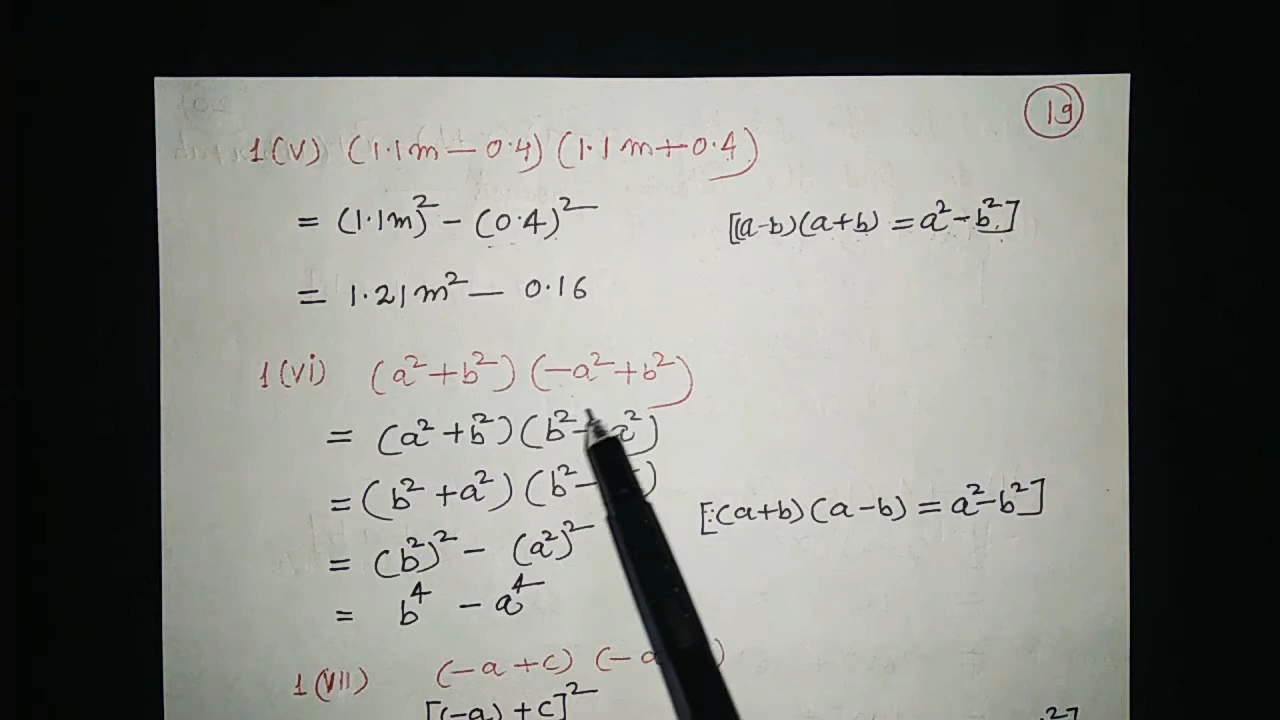 19
1(V) (1.1m - 0.4) (1.1m + 0.4)
= (1.1m)² - (0.4)² [(a-b)(a+b) = a² - b²]
= 1.21m² - 0.16
1(Vi) (a² + b²) (-a² + b²)
= (a² + b²) (b² - a²)
= (b² + a²) (b² -
= (b²)² - (a²)² [∵(a+b)(a-b) = a² - b²]
= b⁴ - a⁴
1(VII) (-a + c) (-a )
[(-a) + c]²